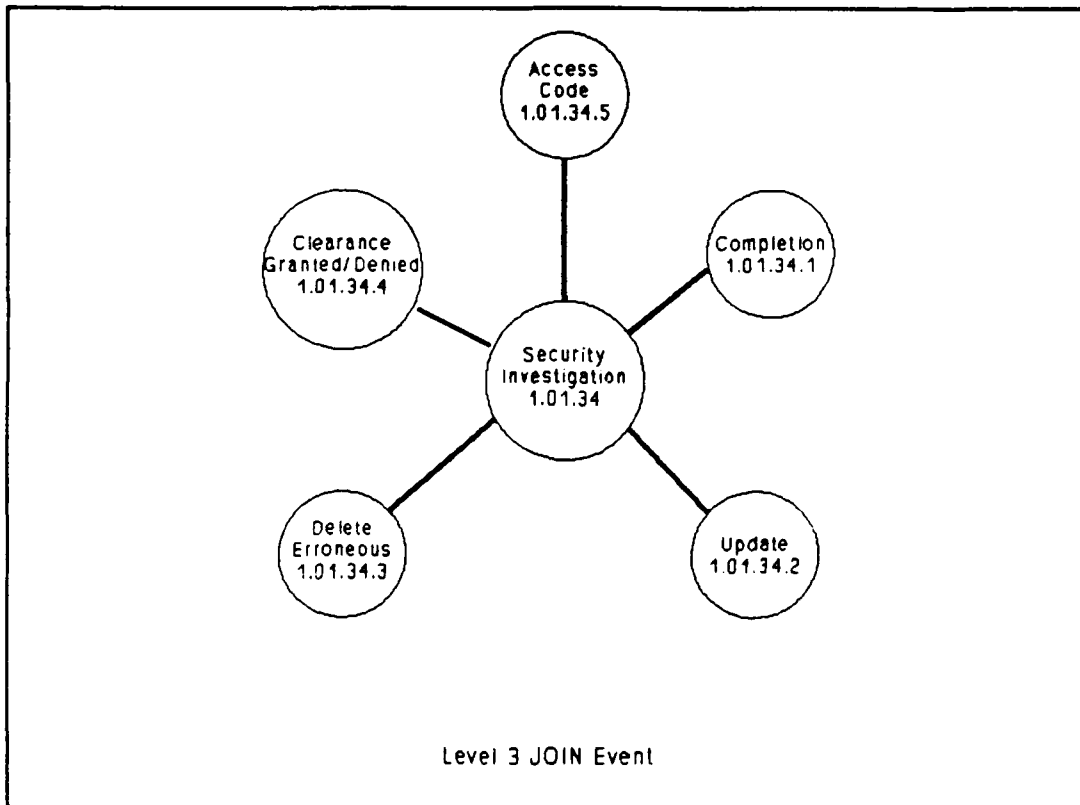 Access
Code
1.01.34.5
Clearance
Granted/Denied
1.01.34.4
Completion
1.01.34.1
Security
Investigation
1.01.34
Delete
Erroneous
1.01.34.3
Update
1.01.34.2
Level 3 JOIN Event